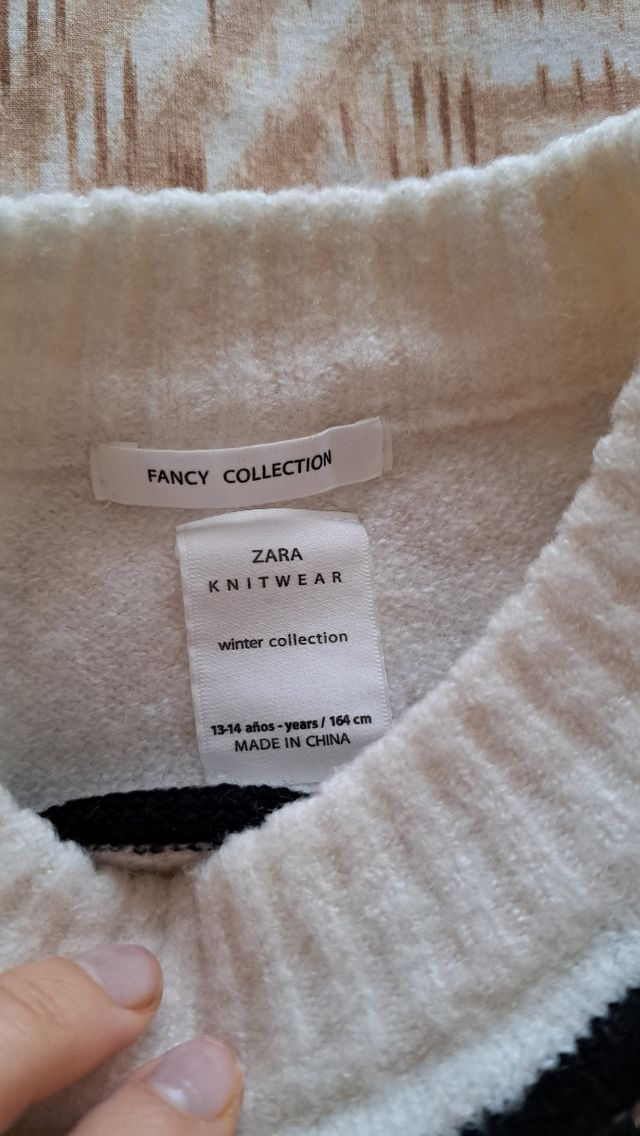 FANCY COLLECTION
ZARA
KNITWEAR
winter collection
13-14 años - years / 164 cm
MADE IN CHINA